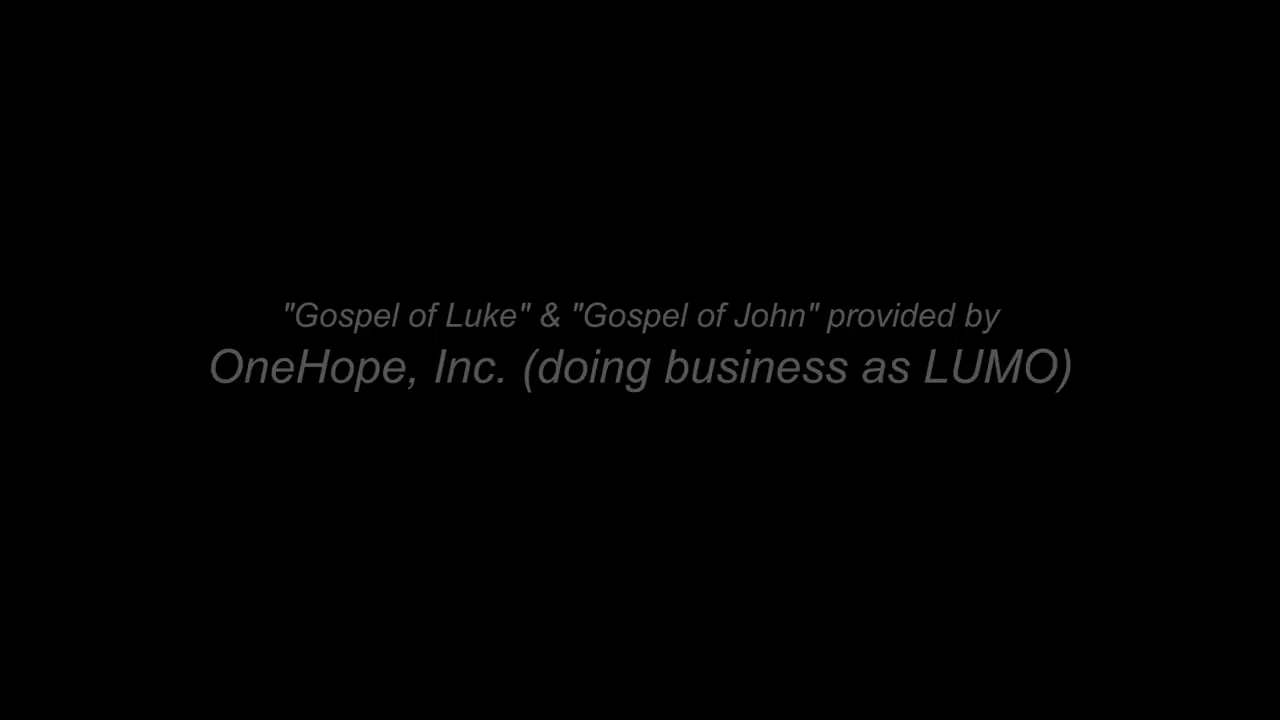 "Gospel of Luke" & "Gospel of John" provided by
OneHope, Inc. (doing business as LUMO)